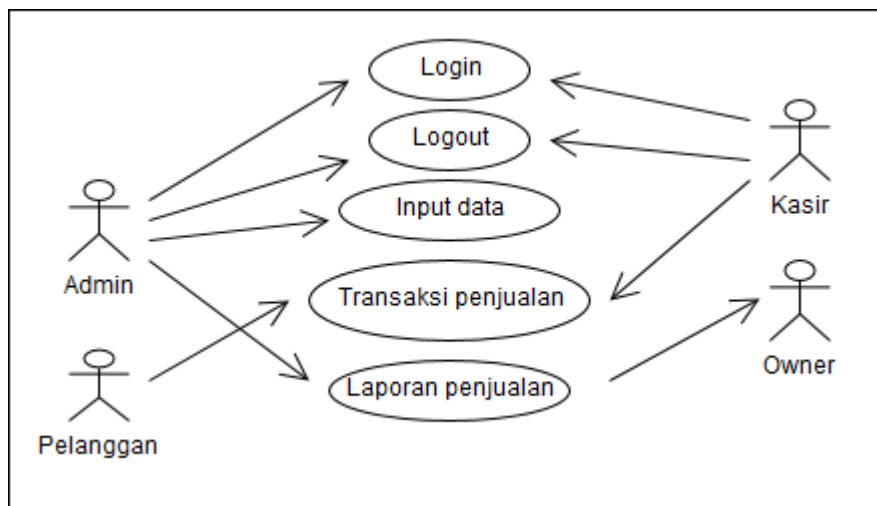 Login
Logout
Input data
Transaksi penjualan
Laporan penjualan
Admin
Pelanggan
Kasir
Owner